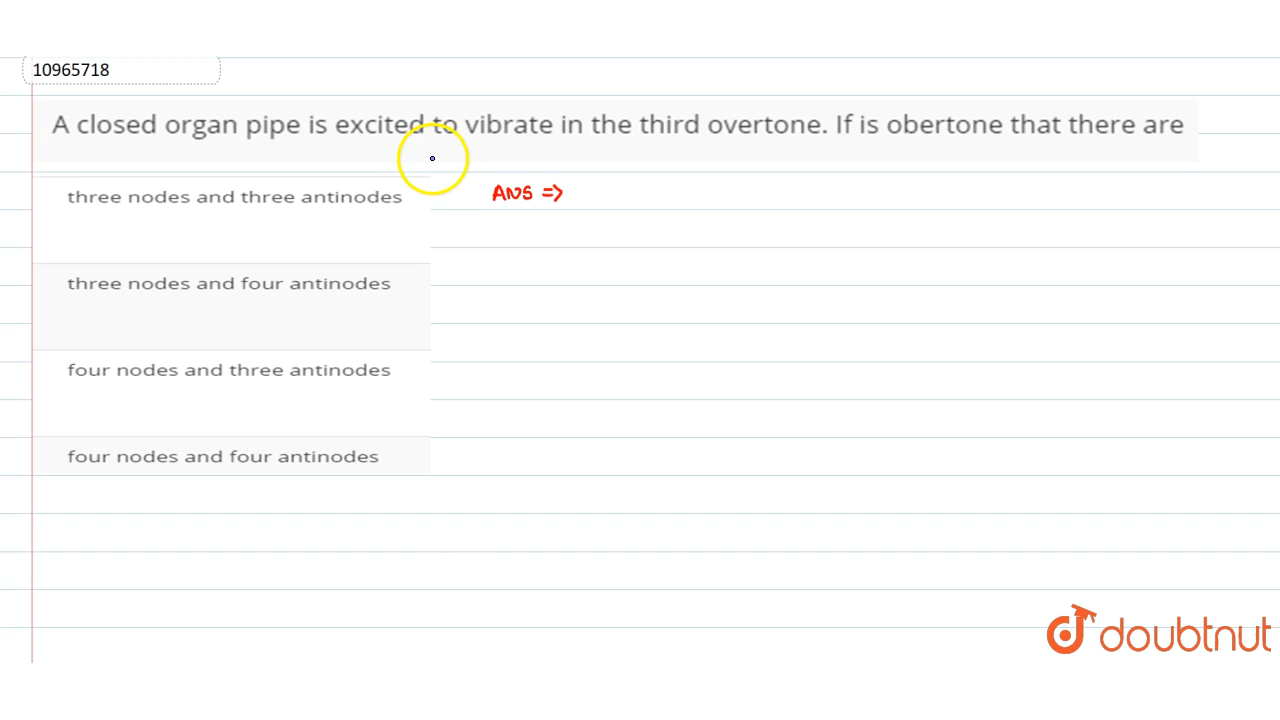 10965718
A closed organ pipe is excited to vibrate in the third overtone. If is obertone that there are
three nodes and three antinodes
ANS =>
three nodes and four antinodes
four nodes and three antinodes
four nodes and four antinodes
doubtnut